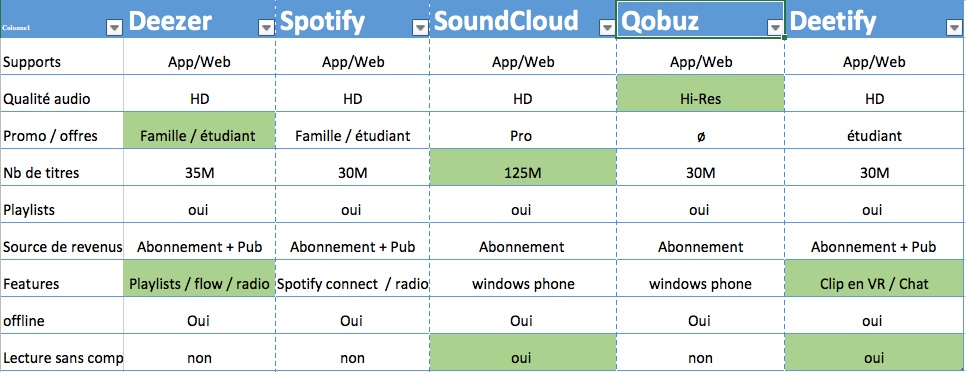 Colonne1 Deezer Spotify SoundCloud Qobuz Deetify
Supports App/Web App/Web App/Web App/Web App/Web
Qualité audio HD HD HD Hi-Res HD
Promo / offres Famille / étudiant Famille / étudiant Pro ø étudiant
Nb de titres 35M 30M 125M 30M 30M
Playlists oui oui oui oui oui
Source de revenus Abonnement + Pub Abonnement + Pub Abonnement Abonnement Abonnement + Pub
Features Playlists / flow / radio Spotify connect / radio windows phone windows phone Clip en VR / Chat
offline Oui Oui Oui Oui oui
Lecture sans comp non non oui non oui